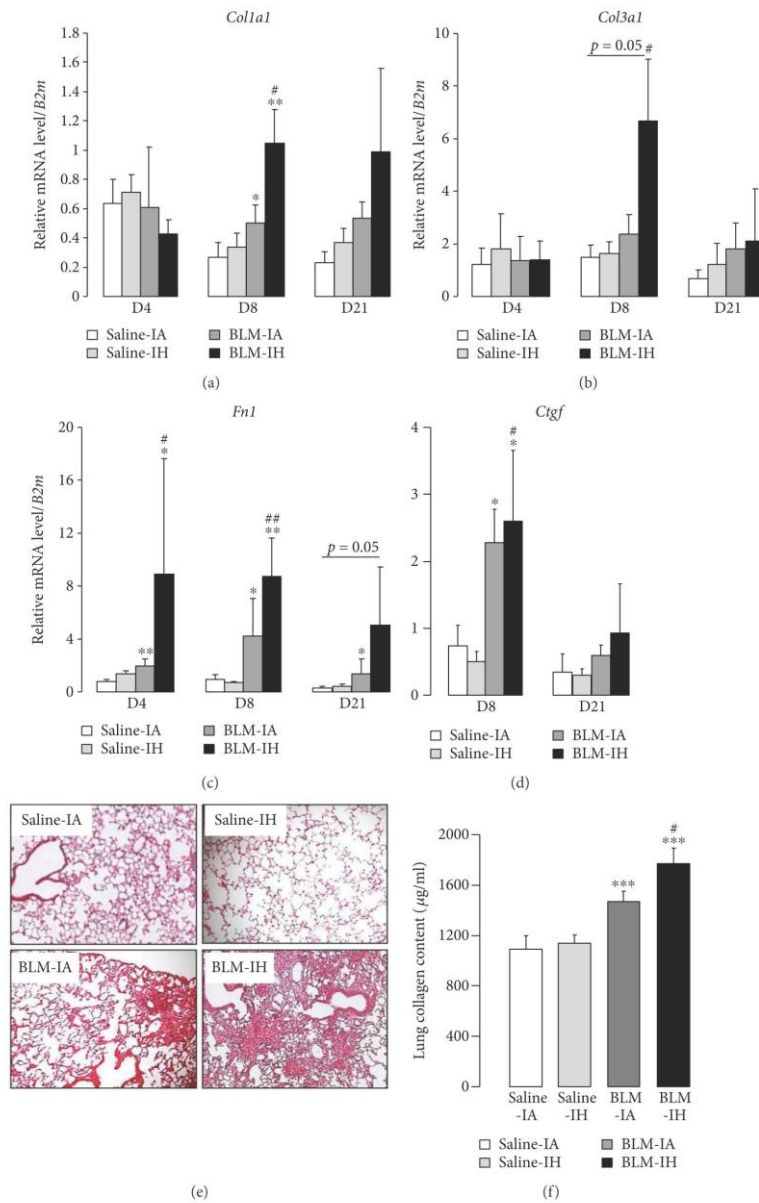 Col1a1
Relative mRNA level/B2m
1.8
1.6
1.4
1.2
1
0.8
0.6
0.4
0.2
0
*
#
**
D4 D8 D21
Saline-IA BLM-IA
Saline-IH BLM-IH
(a)
Col3a1
Relative mRNA level/B2m
10
8
6
4
2
0
p = 0.05
#
D4 D8 D21
Saline-IA BLM-IA
Saline-IH BLM-IH
(b)
Fn1
Relative mRNA level/B2m
20
16
12
8
4
0
**
#
*
*
##
**
p = 0.05
*
D4 D8 D21
Saline-IA BLM-IA
Saline-IH BLM-IH
(c)
Ctgf
4
3
2
1
0
*
#
*
D8 D21
Saline-IA BLM-IA
Saline-IH BLM-IH
(d)
Saline-IA Saline-IH
BLM-IA BLM-IH
(e)
Lung collagen content (μg/ml)
2000
1600
1200
800
400
0
***
#
***
Saline Saline BLM BLM
-IA -IH -IA -IH
Saline-IA BLM-IA
Saline-IH BLM-IH
(f)